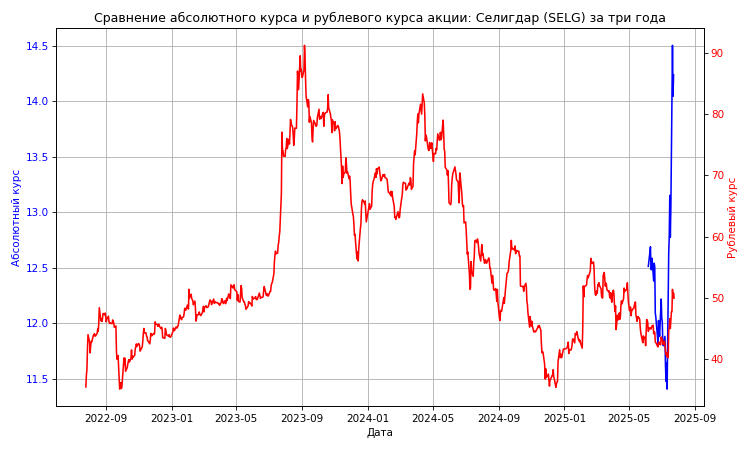 Сравнение абсолютного курса и рублевого курса акции: Селигдар (SELG) за три года
14.5
14.0
13.5
13.0
12.5
12.0
11.5
Абсолютный курс
90
80
70
60
50
40
Рублевый курс
2022-09 2023-01 2023-05 2023-09 2024-01 2024-05 2024-09 2025-01 2025-05 2025-09
Дата